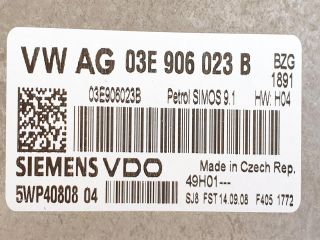 VW AG 03E 906 023 B BZG
1891
03E906023B Petrol SIMOS 9.1 HW: H04
SIEMENS VDO Made in Czech Rep.
5WP40808 04 49H01---
SJ8 FST 14.09.08 F405 1772